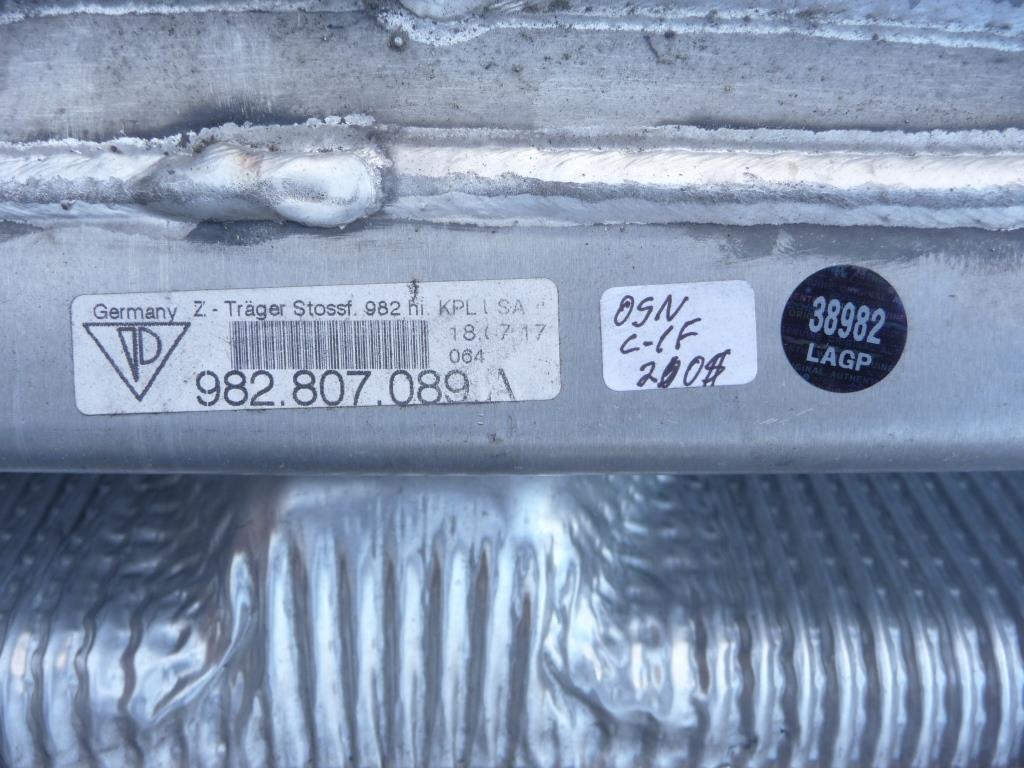 Germany Z. - Träger Stossf. 982 hi. KPL USA
18.07.17
064
982.807.089 A
OSN
C-1F
200$
38982
LAGP